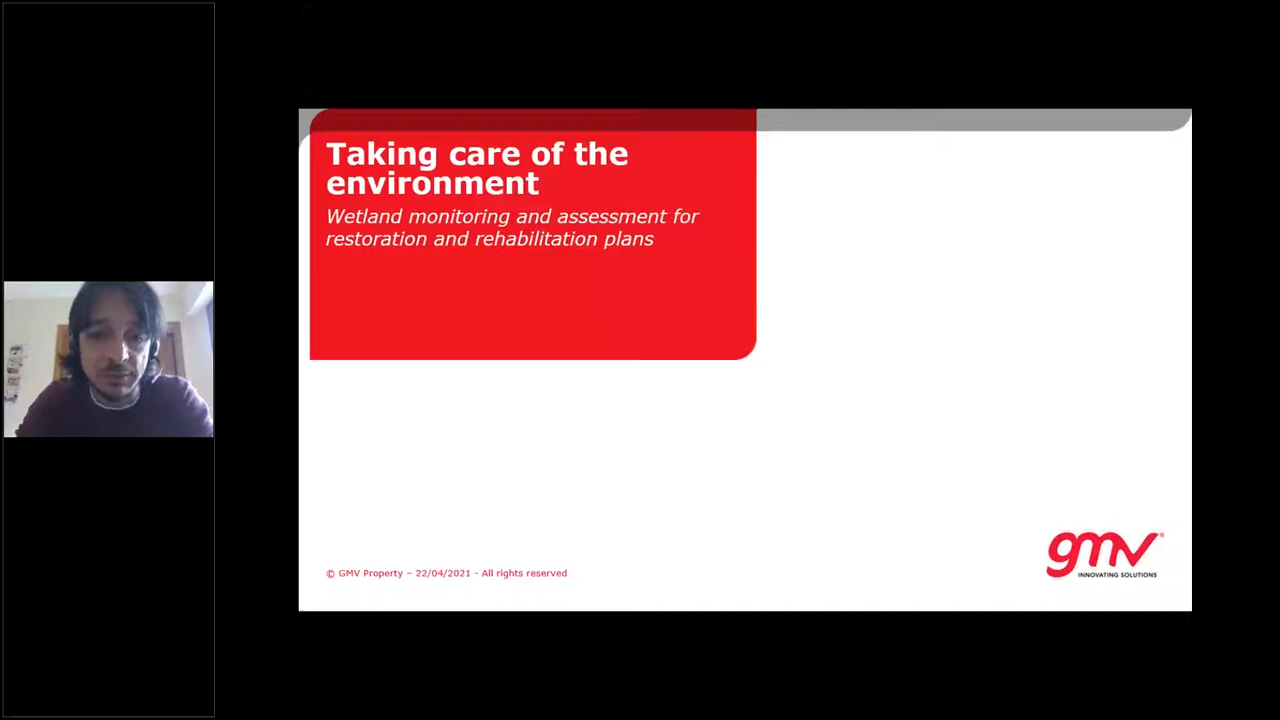 Taking care of the
environment
Wetland monitoring and assessment for
restoration and rehabilitation plans
© GMV Property – 22/04/2021 - All rights reserved
gmv®
INNOVATING SOLUTIONS